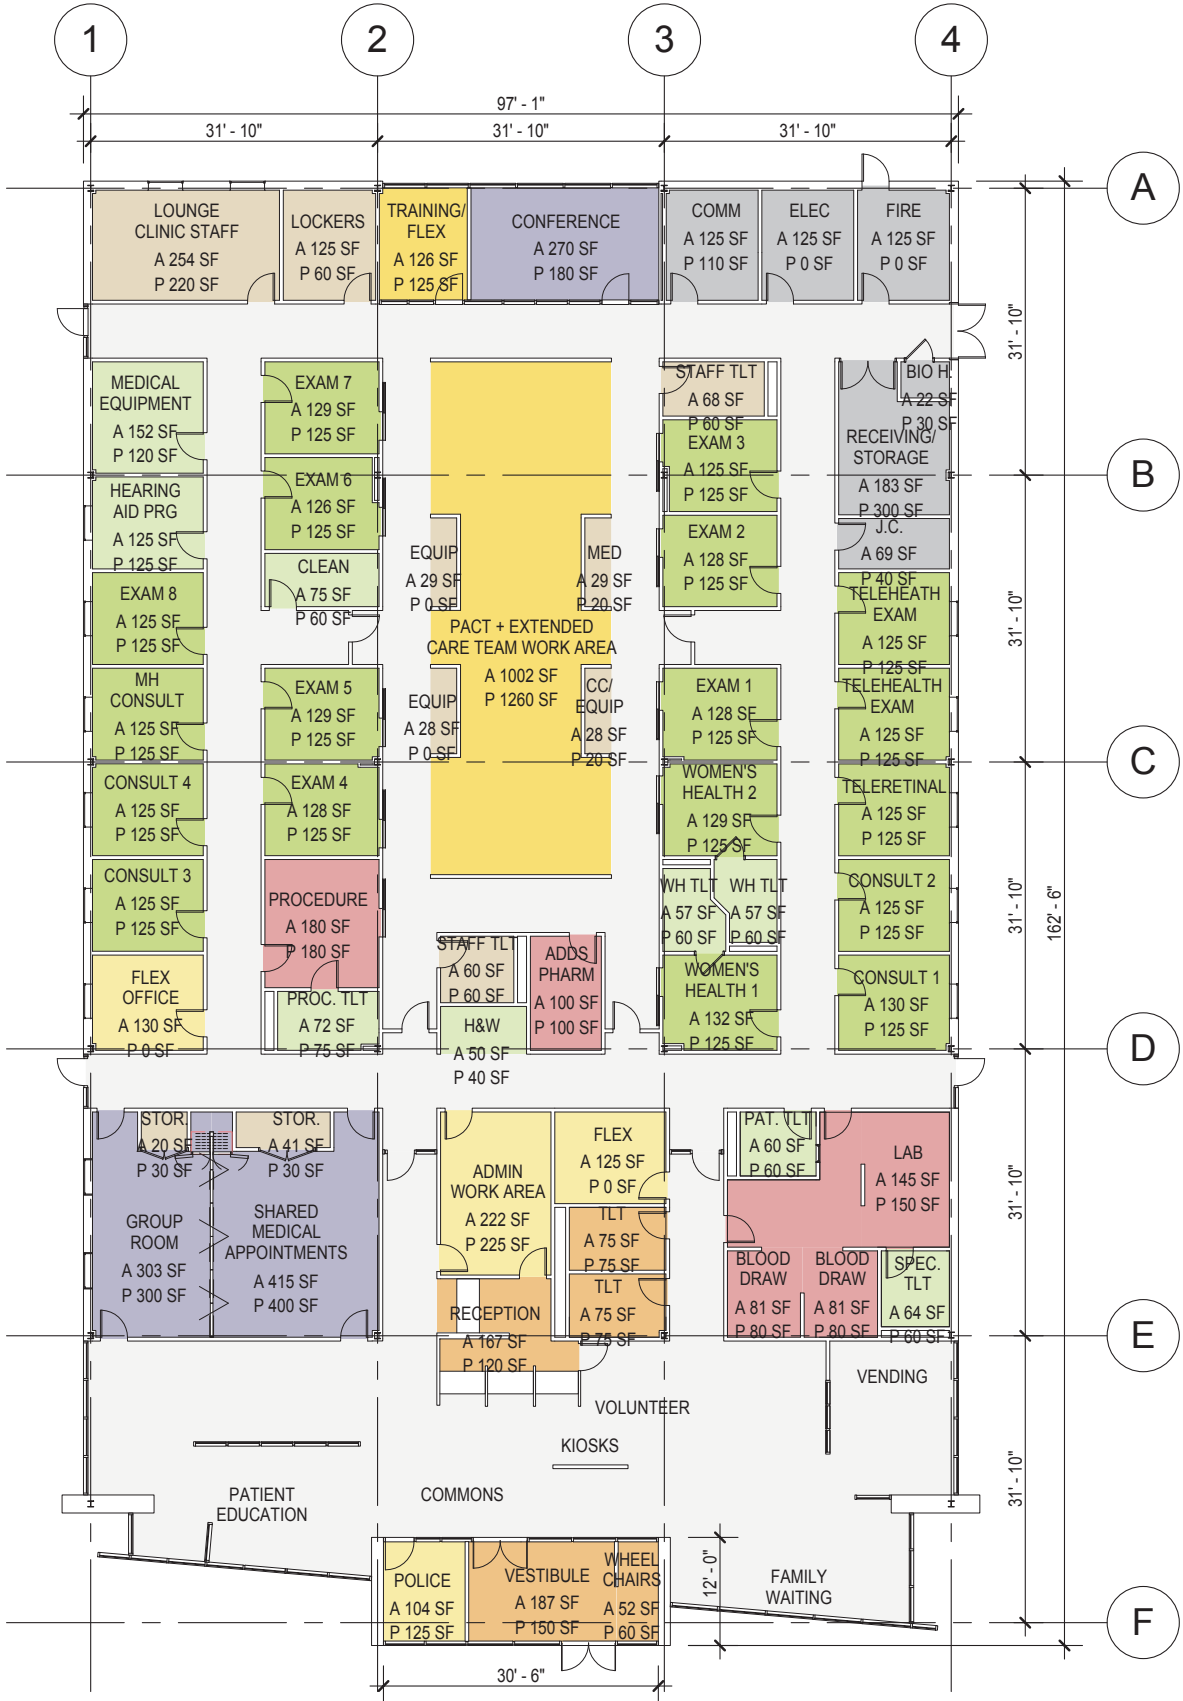 1
2
3
4
97' - 1"
31' - 10"
31' - 10"
31' - 10"
A
LOUNGE
CLINIC STAFF
A 254 SF
P 220 SF
LOCKERS
A 125 SF
P 60 SF
TRAINING/
FLEX
A 126 SF
P 125 SF
CONFERENCE
A 270 SF
P 180 SF
COMM
A 125 SF
P 110 SF
ELEC
A 125 SF
P 0 SF
FIRE
A 125 SF
P 0 SF
31' - 10"
MEDICAL
EQUIPMENT
A 152 SF
P 120 SF
EXAM 7
A 129 SF
P 125 SF
STAFF TLT
A 68 SF
P 60 SF
BIO H.
A 22 SF
P 30 SF
RECEIVING/
STORAGE
A 183 SF
P 300 SF
EXAM 3
A 125 SF
P 125 SF
B
HEARING
AID PRG
A 125 SF
P 125 SF
EXAM 6
A 126 SF
P 125 SF
EXAM 2
A 128 SF
P 125 SF
J.C.
A 69 SF
P 40 SF
CLEAN
A 75 SF
P 60 SF
EQUIP
A 29 SF
P 0 SF
MED
A 29 SF
P 20 SF
EXAM 8
A 125 SF
P 125 SF
TELEHEATH
EXAM
A 125 SF
P 125 SF
31' - 10"
PACT + EXTENDED
CARE TEAM WORK AREA
A 1002 SF
P 1260 SF
MH
CONSULT
A 125 SF
P 125 SF
EXAM 5
A 129 SF
P 125 SF
EQUIP
A 28 SF
P 0 SF
CC/
EQUIP
A 28 SF
P 20 SF
EXAM 1
A 128 SF
P 125 SF
TELEHEALTH
EXAM
A 125 SF
P 125 SF
C
CONSULT 4
A 125 SF
P 125 SF
EXAM 4
A 128 SF
P 125 SF
WOMEN'S
HEALTH 2
A 129 SF
P 125 SF
TELERETINAL
A 125 SF
P 125 SF
CONSULT 3
A 125 SF
P 125 SF
PROCEDURE
A 180 SF
P 180 SF
WH TLT
A 57 SF
P 60 SF
WH TLT
A 57 SF
P 60 SF
CONSULT 2
A 125 SF
P 125 SF
31' - 10"
162' - 6"
FLEX
OFFICE
A 130 SF
P 0 SF
PROC. TLT
A 72 SF
P 75 SF
STAFF TLT
A 60 SF
P 60 SF
ADDS
PHARM
A 100 SF
P 100 SF
H&W
A 50 SF
P 40 SF
WOMEN'S
HEALTH 1
A 132 SF
P 125 SF
CONSULT 1
A 130 SF
P 125 SF
D
STOR.
A 20 SF
P 30 SF
STOR.
A 41 SF
P 30 SF
GROUP
ROOM
A 303 SF
P 300 SF
SHARED
MEDICAL
APPOINTMENTS
A 415 SF
P 400 SF
ADMIN
WORK AREA
A 222 SF
P 225 SF
FLEX
A 125 SF
P 0 SF
PAT. TLT
A 60 SF
P 60 SF
LAB
A 145 SF
P 150 SF
31' - 10"
TLT
A 75 SF
P 75 SF
TLT
A 75 SF
P 75 SF
BLOOD
DRAW
A 81 SF
P 80 SF
BLOOD
DRAW
A 81 SF
P 80 SF
SPEC.
TLT
A 64 SF
P 60 SF
RECEPTION
A 167 SF
P 120 SF
E
VENDING
VOLUNTEER
KIOSKS
COMMONS
PATIENT
EDUCATION
31' - 10"
POLICE
A 104 SF
P 125 SF
VESTIBULE
A 187 SF
P 150 SF
WHEEL
CHAIRS
A 52 SF
P 60 SF
12' - 0"
FAMILY
WAITING
F
30' - 6"